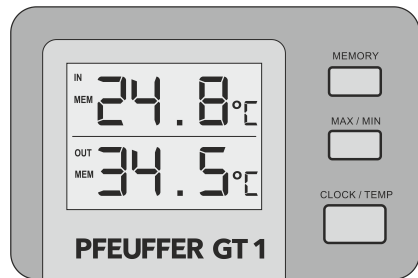 IN
MEM 24.8°C
OUT
MEM 34.5°C
PFEUFFER GT 1
MEMORY
MAX / MIN
CLOCK / TEMP